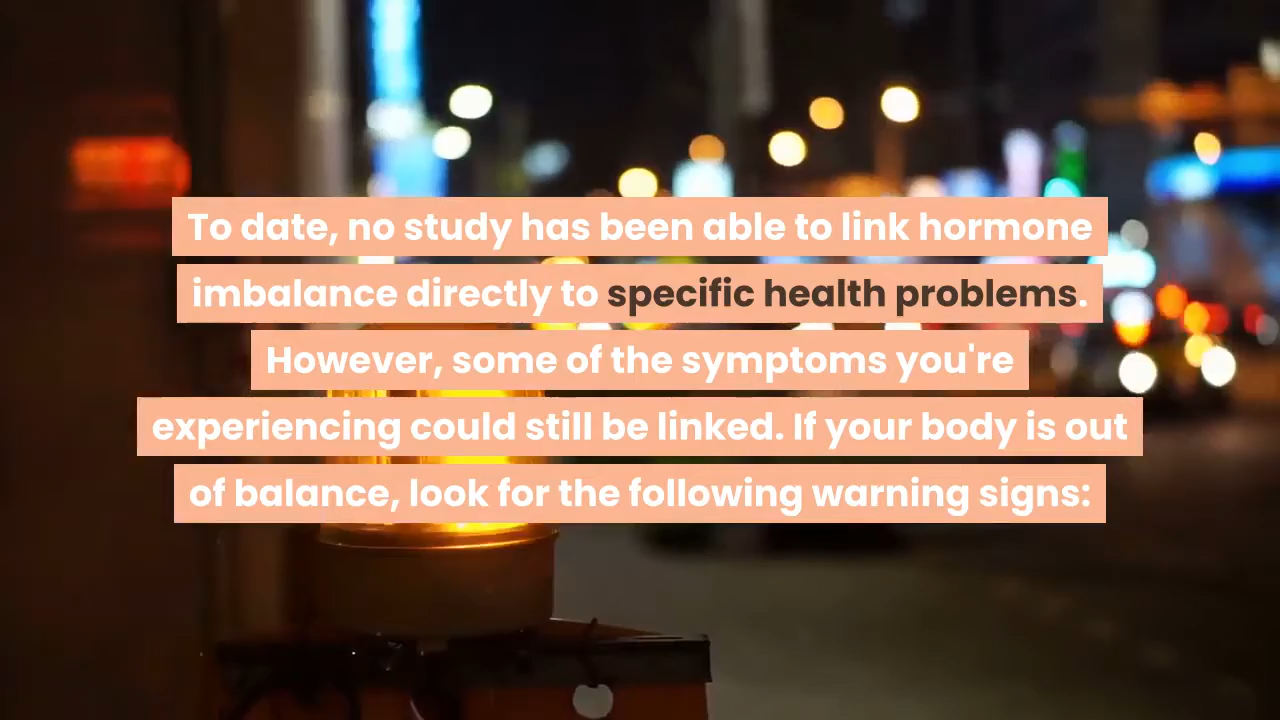 To date, no study has been able to link hormone
imbalance directly to specific health problems.
However, some of the symptoms you're
experiencing could still be linked. If your body is out
of balance, look for the following warning signs: